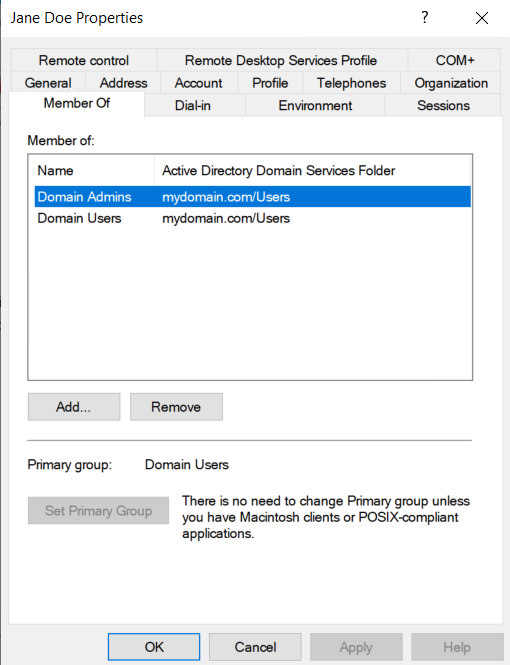 Jane Doe Properties ?
Remote control Remote Desktop Services Profile COM+
General Address Account Profile Telephones Organization
Member Of Dial-in Environment Sessions
Member of:
Name Active Directory Domain Services Folder
Domain Admins mydomain.com/Users
Domain Users mydomain.com/Users
Add... Remove
Primary group: Domain Users
Set Primary Group
There is no need to change Primary group unless
you have Macintosh clients or POSIX-compliant
applications.
OK Cancel Apply Help